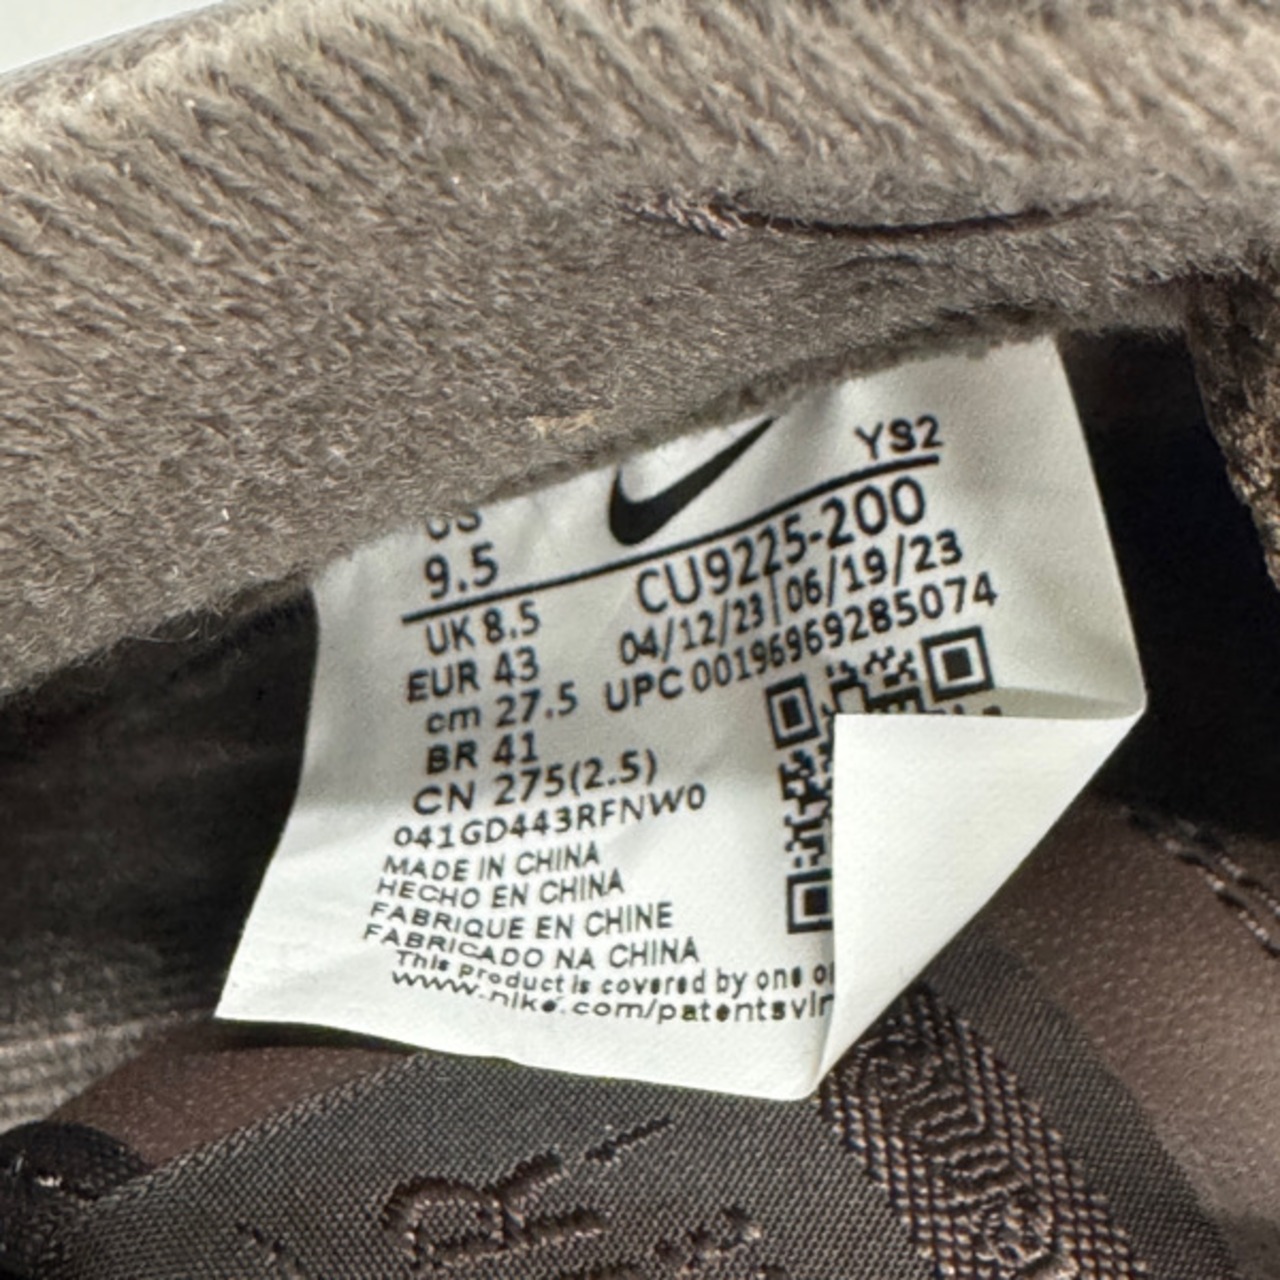 US
9.5
YS2
UK 8.5
EUR 43
cm 27.5
BR 41
CN 275(2.5)
CU9225-200
04/12/23|06/19/23
UPC 00196969285074
041GD443RFNW0
MADE IN CHINA
HECHO EN CHINA
FABRIQUE EN CHINE
FABRICADO NA CHINA
This product is covered by one
www.nike.com/patentsvir